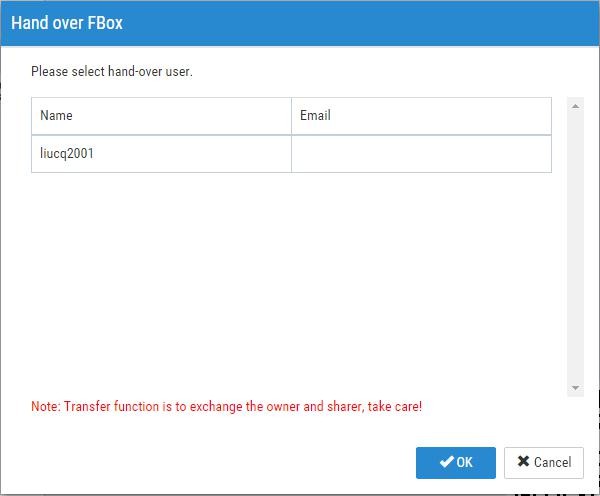 Hand over FBox
Please select hand-over user.
Name Email
liucq2001
Note: Transfer function is to exchange the owner and sharer, take care!
OK Cancel